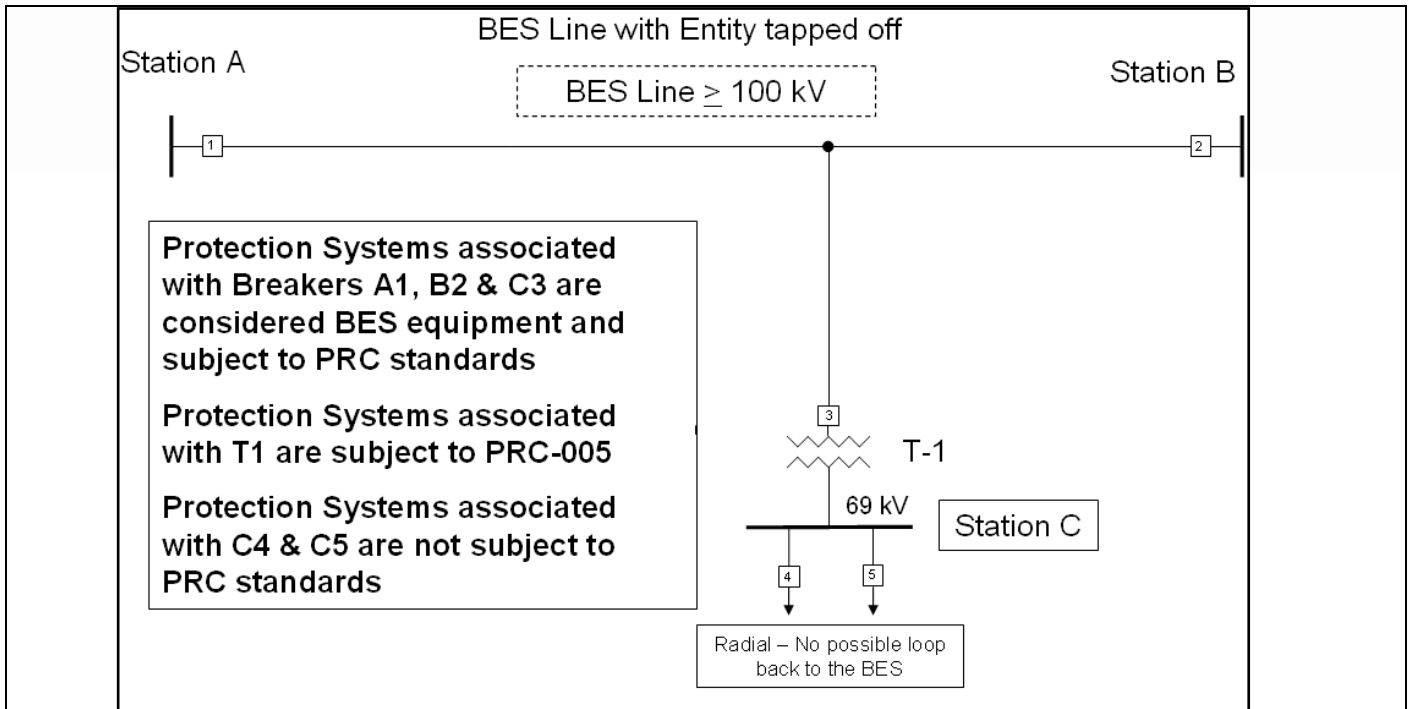 BES Line with Entity tapped off
Station A
BES Line ≥ 100 kV
Station B
1
2
Protection Systems associated
with Breakers A1, B2 & C3 are
considered BES equipment and
subject to PRC standards
Protection Systems associated
with T1 are subject to PRC-005
Protection Systems associated
with C4 & C5 are not subject to
PRC standards
3
T-1
69 kV
Station C
4
5
Radial – No possible loop
back to the BES